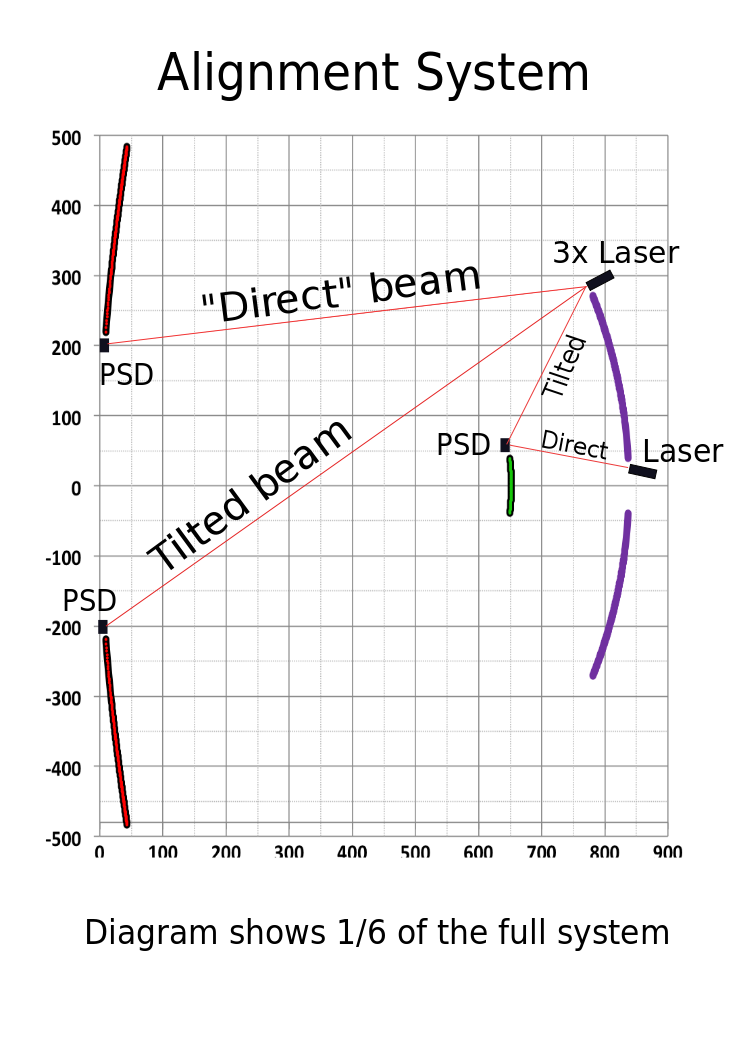 Alignment System
500
400
3x Laser
300
"Direct" beam
200
PSD
Tilted
100
PSD
Direct
Laser
0
Tilted beam
-100
PSD
-200
-300
-400
-500
0 100 200 300 400 500 600 700 800 900
Diagram shows 1/6 of the full system